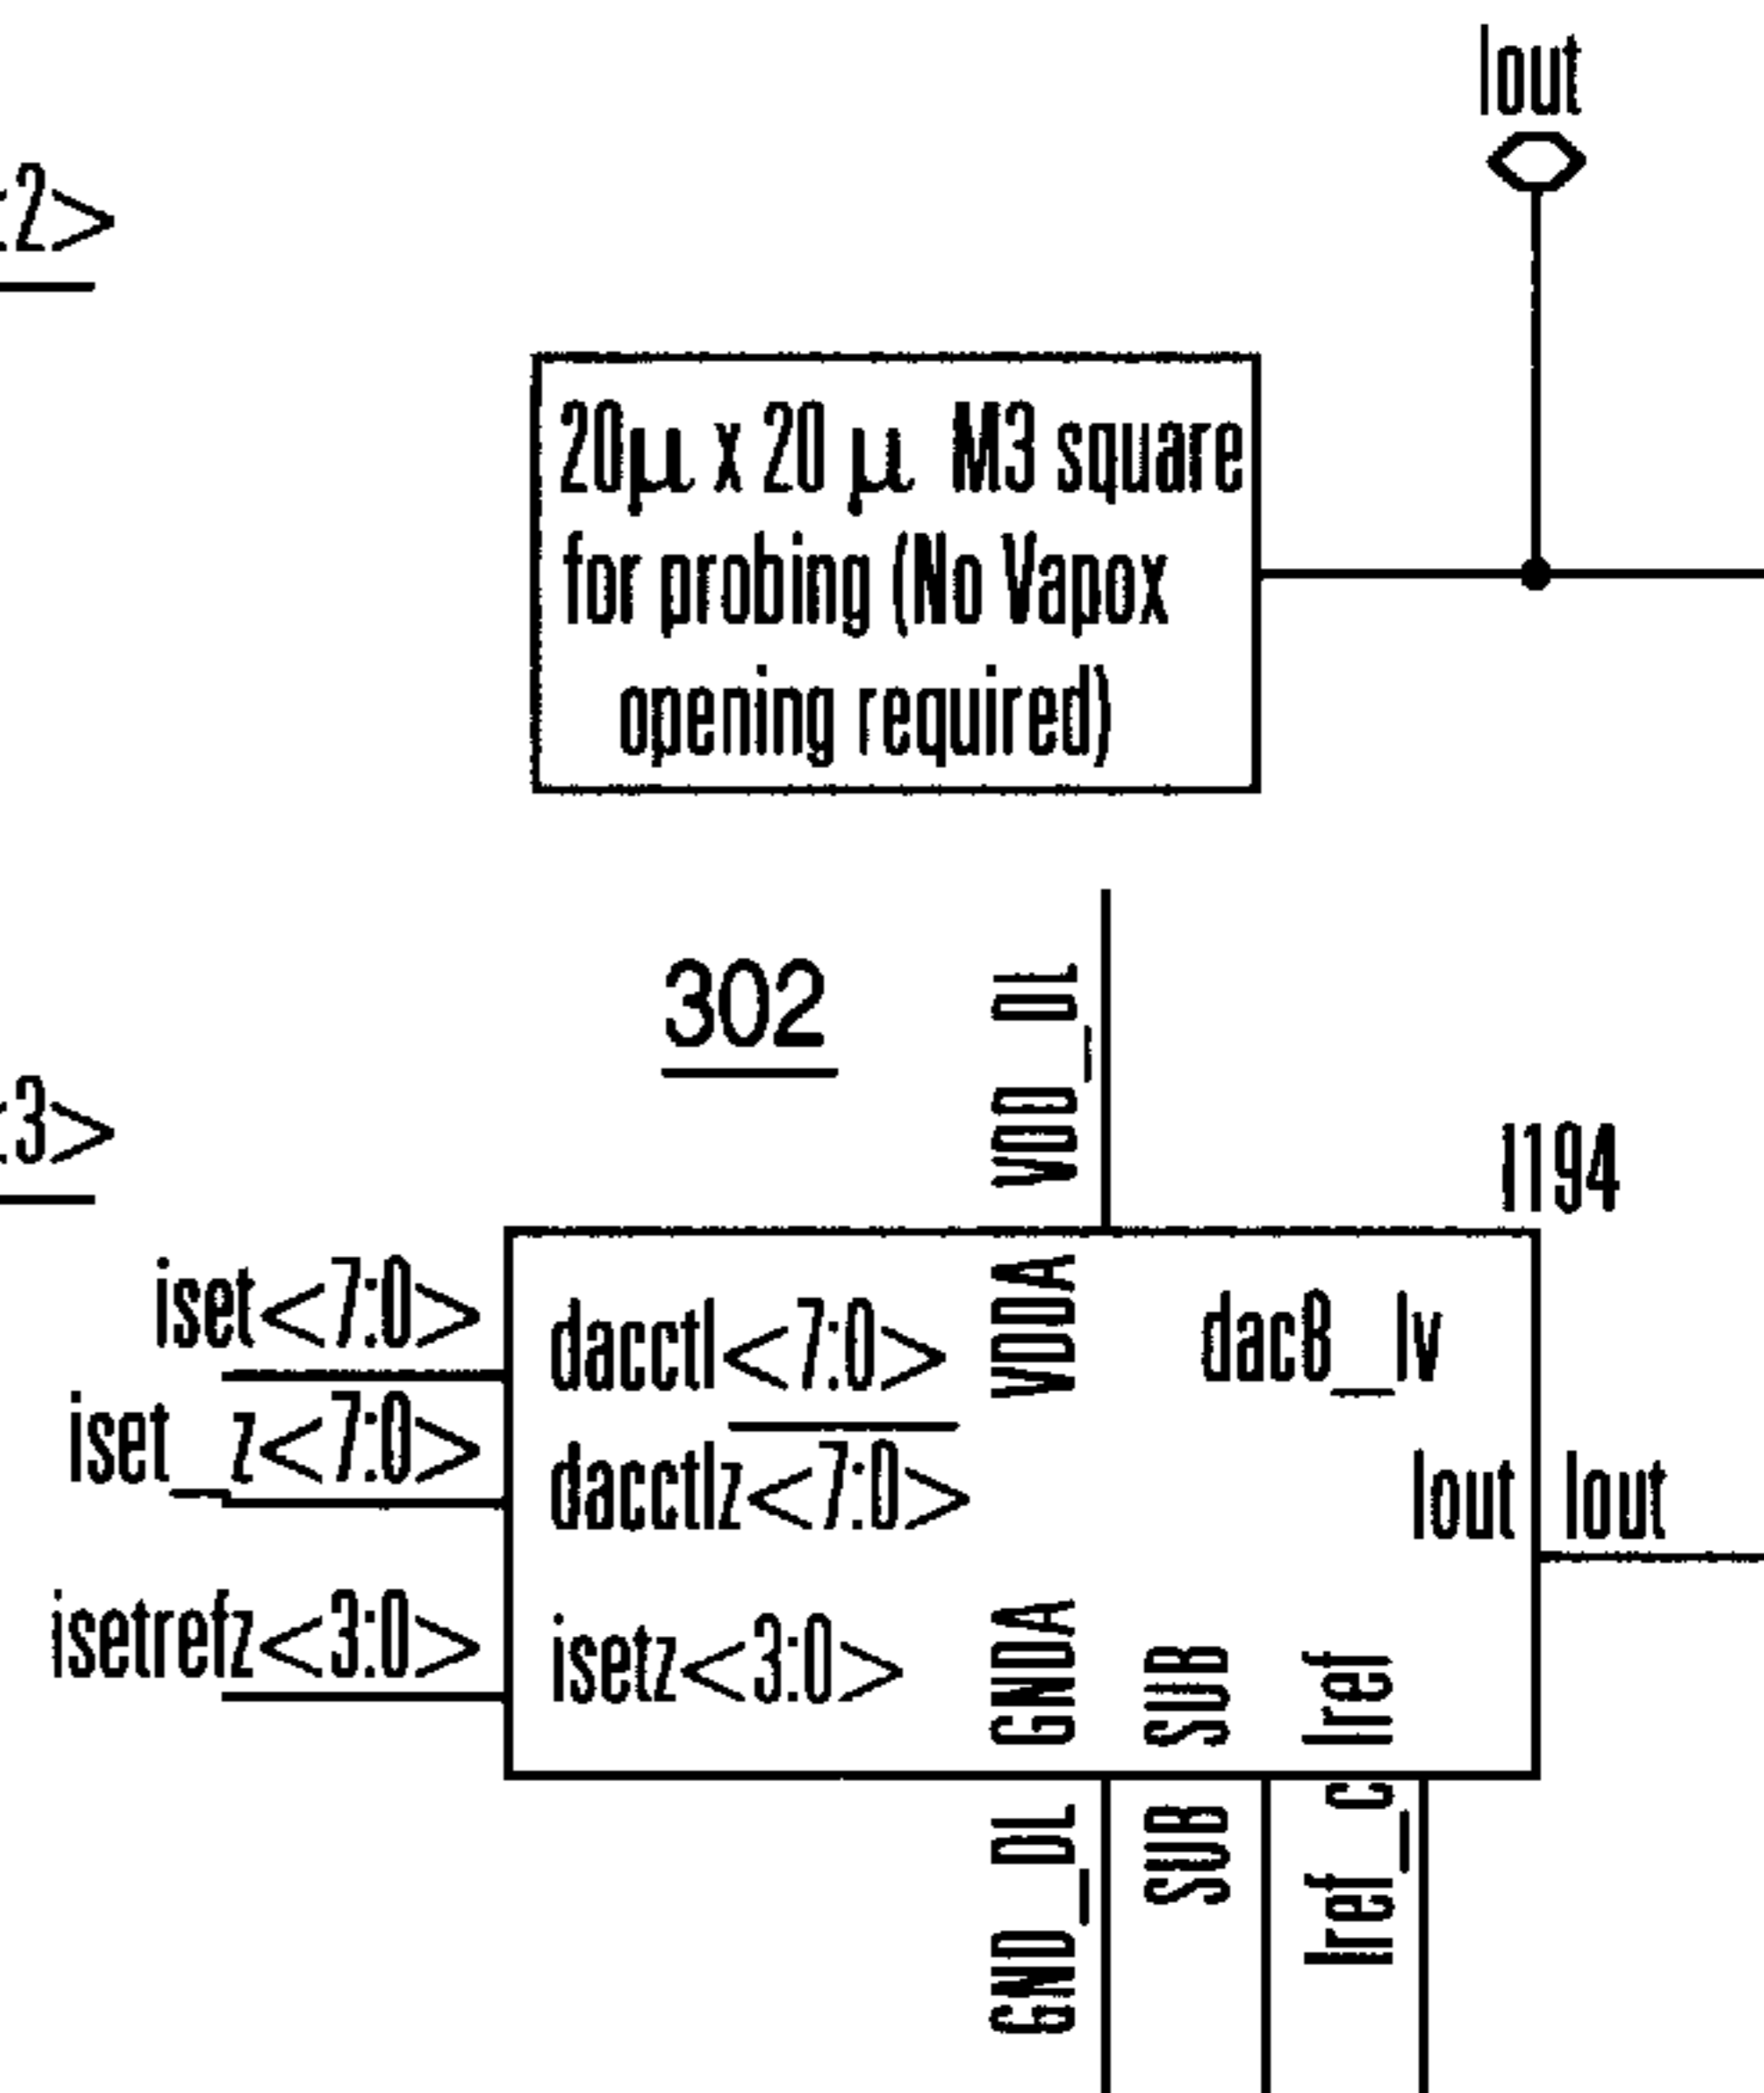 Iout
:2>
20μ x 20 μ M3 square
for probing (No Vapox
opening required)
302
VDD_DL
:3>
I194
iset<7:0>
dacctl<7:0>
VDDA
dac8_lv
iset_z<7:0>
dacctlz<7:0>
Iout
Iout
isetrefz<3:0>
isetz<3:0>
GNDA
SUB
Iref
GND_DL
SUB
Iref_c